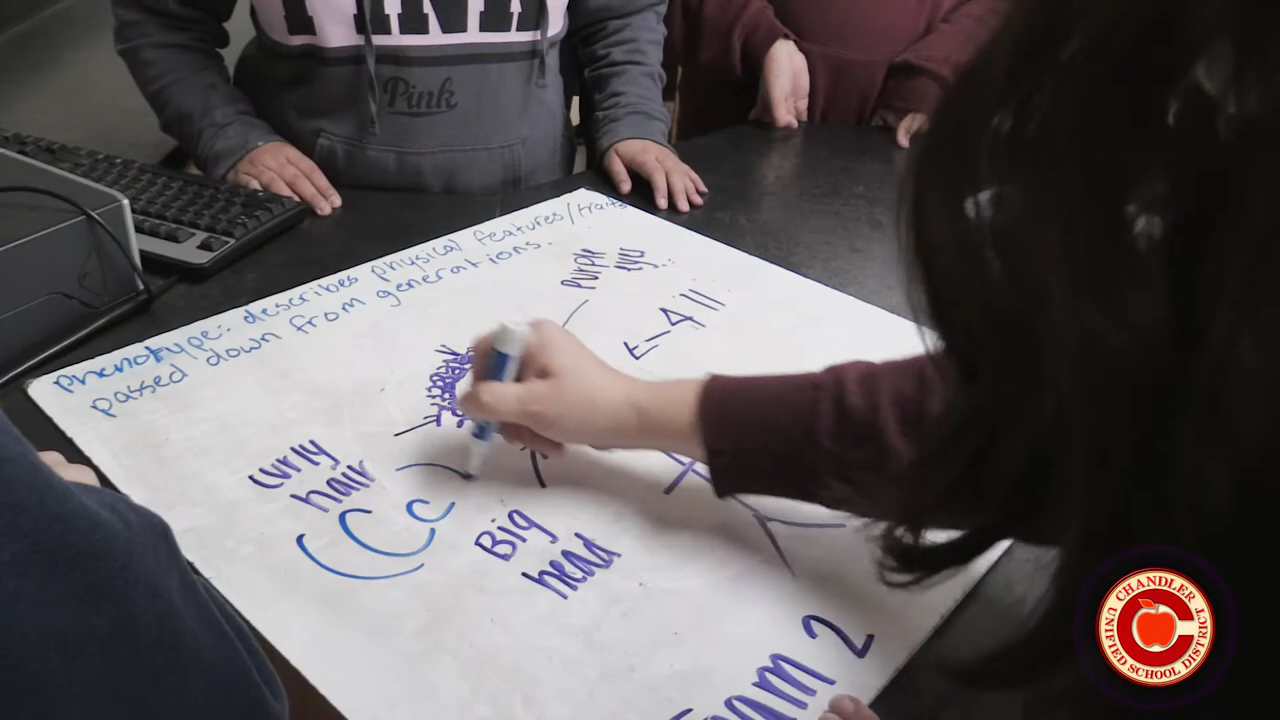 PINK
Pink
phenotype: describes physical features/traits
passed down from generations.
purple
eyes
4'11
curly
hair
Cc
Big
head
eam 2
CHANDLER
UNIFIED SCHOOL DISTRICT